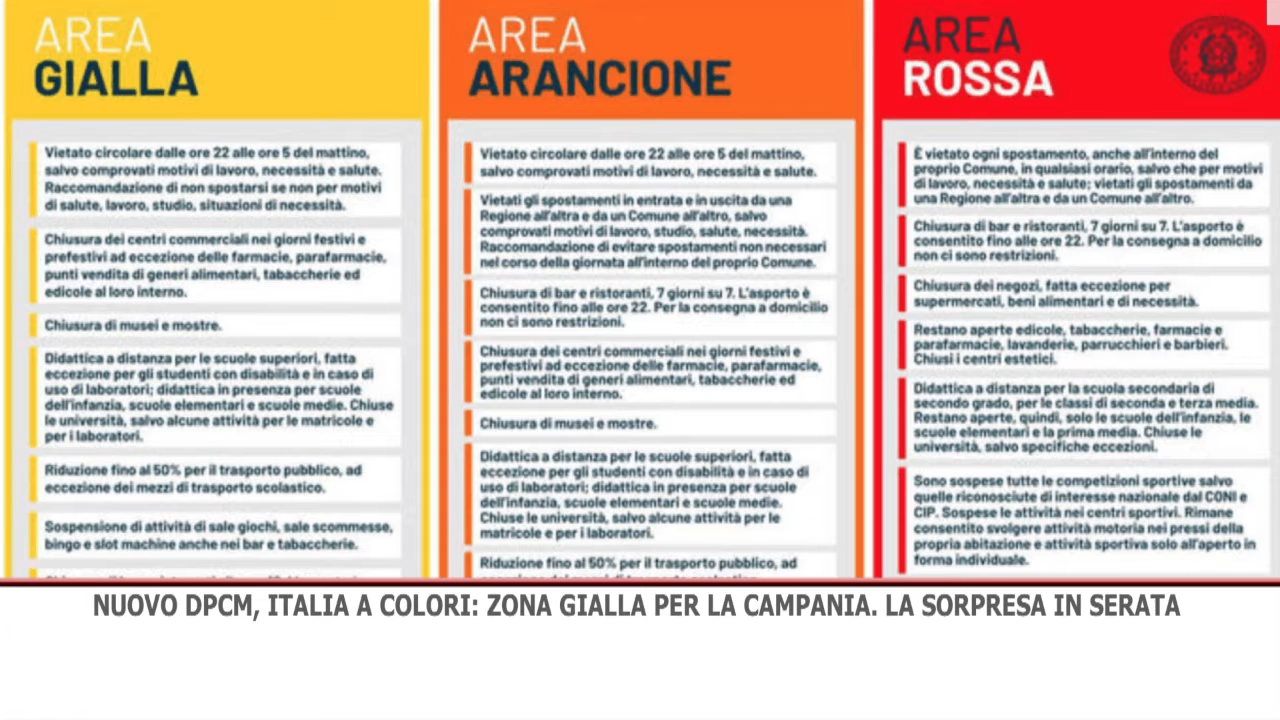 AREA
GIALLA
Vietato circolare dalle ore 22 alle ore 5 del mattino,
salvo comprovati motivi di lavoro, necessità e salute.
Raccomandazione di non spostarsi se non per motivi
di salute, lavoro, studio, situazioni di necessità.
Chiusura dei centri commerciali nei giorni festivi e
prefestivi ad eccezione delle farmacie, parafarmacie,
punti vendita di generi alimentari, tabaccherie ed
edicole al loro interno.
Chiusura di musei e mostre.
Didattica a distanza per le scuole superiori, fatta
eccezione per gli studenti con disabilità e in caso di
uso di laboratori; didattica in presenza per scuole
dell'infanzia, scuole elementari e scuole medie. Chiuse
le università, salvo alcune attività per le matricole e
per i laboratori.
Riduzione fino al 50% per il trasporto pubblico, ad
eccezione dei mezzi di trasporto scolastico.
Sospensione di attività di sale giochi, sale scommesse,
bingo e slot machine anche nei bar e tabaccherie.
AREA
ARANCIONE
Vietato circolare dalle ore 22 alle ore 5 del mattino,
salvo comprovati motivi di lavoro, necessità e salute.
Vietati gli spostamenti in entrata e in uscita da una
Regione all'altra e da un Comune all'altro, salvo
comprovati motivi di lavoro, studio, salute, necessità.
Raccomandazione di evitare spostamenti non necessari
nel corso della giornata all'interno del proprio Comune.
Chiusura di bar e ristoranti, 7 giorni su 7. L'asporto è
consentito fino alle ore 22. Per la consegna a domicilio
non ci sono restrizioni.
Chiusura dei centri commerciali nei giorni festivi e
prefestivi ad eccezione delle farmacie, parafarmacie,
punti vendita di generi alimentari, tabaccherie ed
edicole al loro interno.
Chiusura di musei e mostre.
Didattica a distanza per le scuole superiori, fatta
eccezione per gli studenti con disabilità e in caso di
uso di laboratori; didattica in presenza per scuole
dell'infanzia, scuole elementari e scuole medie.
Chiuse le università, salvo alcune attività per le
matricole e per i laboratori.
Riduzione fino al 50% per il trasporto pubblico, ad
AREA
ROSSA
È vietato ogni spostamento, anche all'interno del
proprio Comune, in qualsiasi orario, salvo che per motivi
di lavoro, necessità e salute; vietati gli spostamenti da
una Regione all'altra e da un Comune all'altro.
Chiusura di bar e ristoranti, 7 giorni su 7. L'asporto è
consentito fino alle ore 22. Per la consegna a domicilio
non ci sono restrizioni.
Chiusura dei negozi, fatta eccezione per
supermercati, beni alimentari e di necessità.
Restano aperte edicole, tabaccherie, farmacie e
parafarmacie, lavanderie, parrucchieri e barbieri.
Chiusi i centri estetici.
Didattica a distanza per la scuola secondaria di
secondo grado, per le classi di seconda e terza media.
Restano aperte, quindi, solo le scuole dell'infanzia, le
scuole elementari e la prima media. Chiuse le
università, salvo specifiche eccezioni.
Sono sospese tutte le competizioni sportive salvo
quelle riconosciute di interesse nazionale dal CONI e
CIP. Sospese le attività nei centri sportivi. Rimane
consentito svolgere attività motoria nei pressi della
propria abitazione e attività sportiva solo all'aperto in
forma individuale.
NUOVO DPCM, ITALIA A COLORI: ZONA GIALLA PER LA CAMPANIA. LA SORPRESA IN SERATA